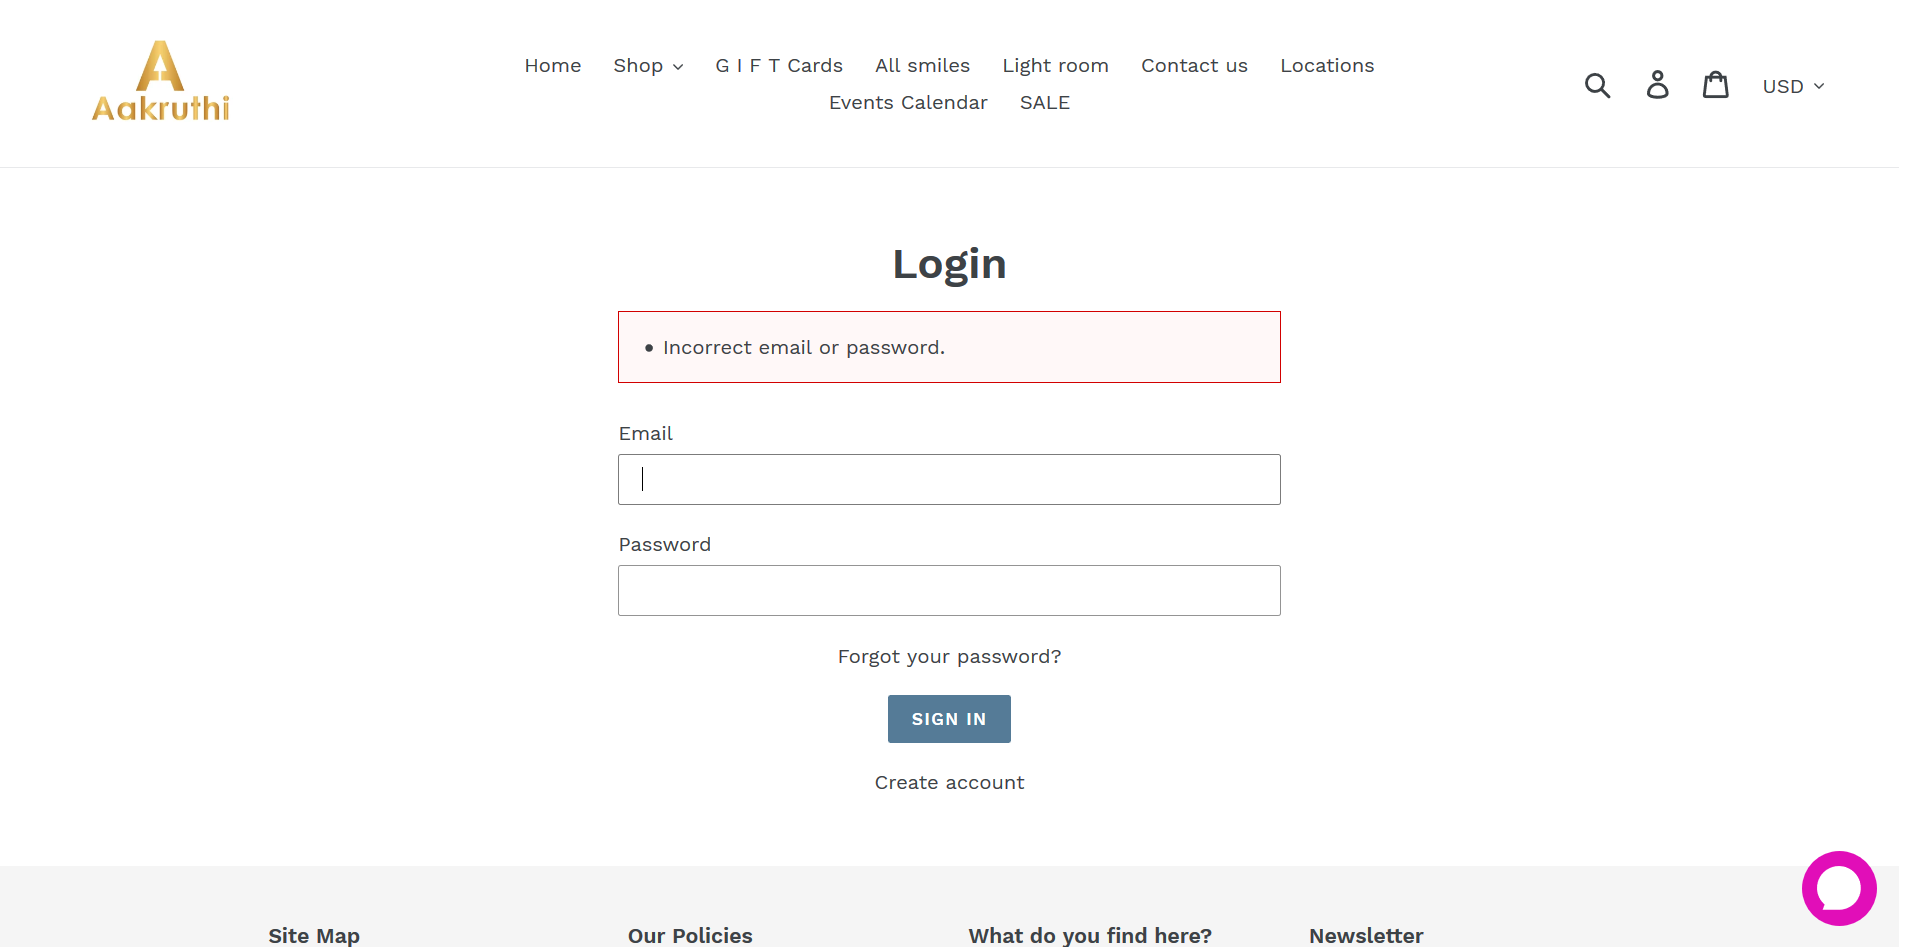 A
Aakruthi
Home Shop G I F T Cards All smiles Light room Contact us Locations
Events Calendar SALE
USD
Login
• Incorrect email or password.
Email
Password
Forgot your password?
SIGN IN
Create account
Site Map Our Policies What do you find here? Newsletter